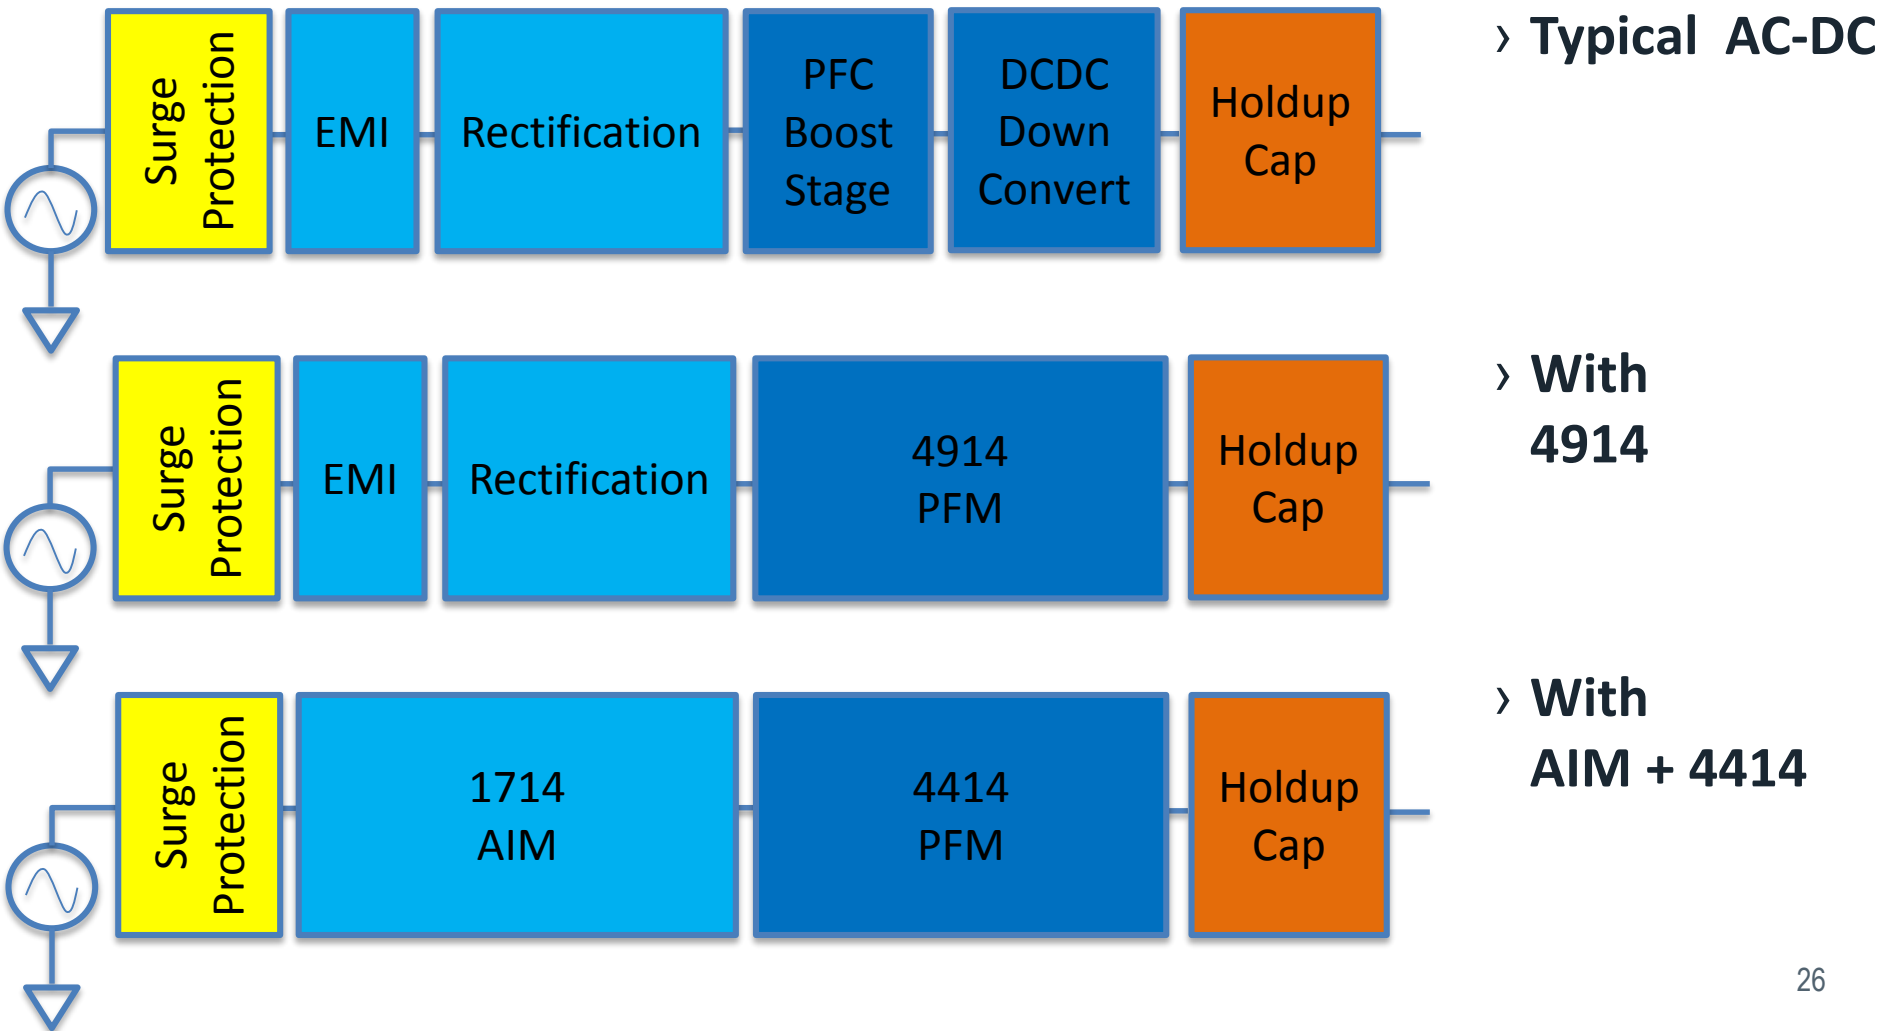 Surge
Protection
EMI
Rectification
PFC
Boost
Stage
DCDC
Down
Convert
Holdup
Cap
› Typical AC-DC
Surge
Protection
EMI
Rectification
4914
PFM
Holdup
Cap
› With
4914
Surge
Protection
1714
AIM
4414
PFM
Holdup
Cap
› With
AIM + 4414
26